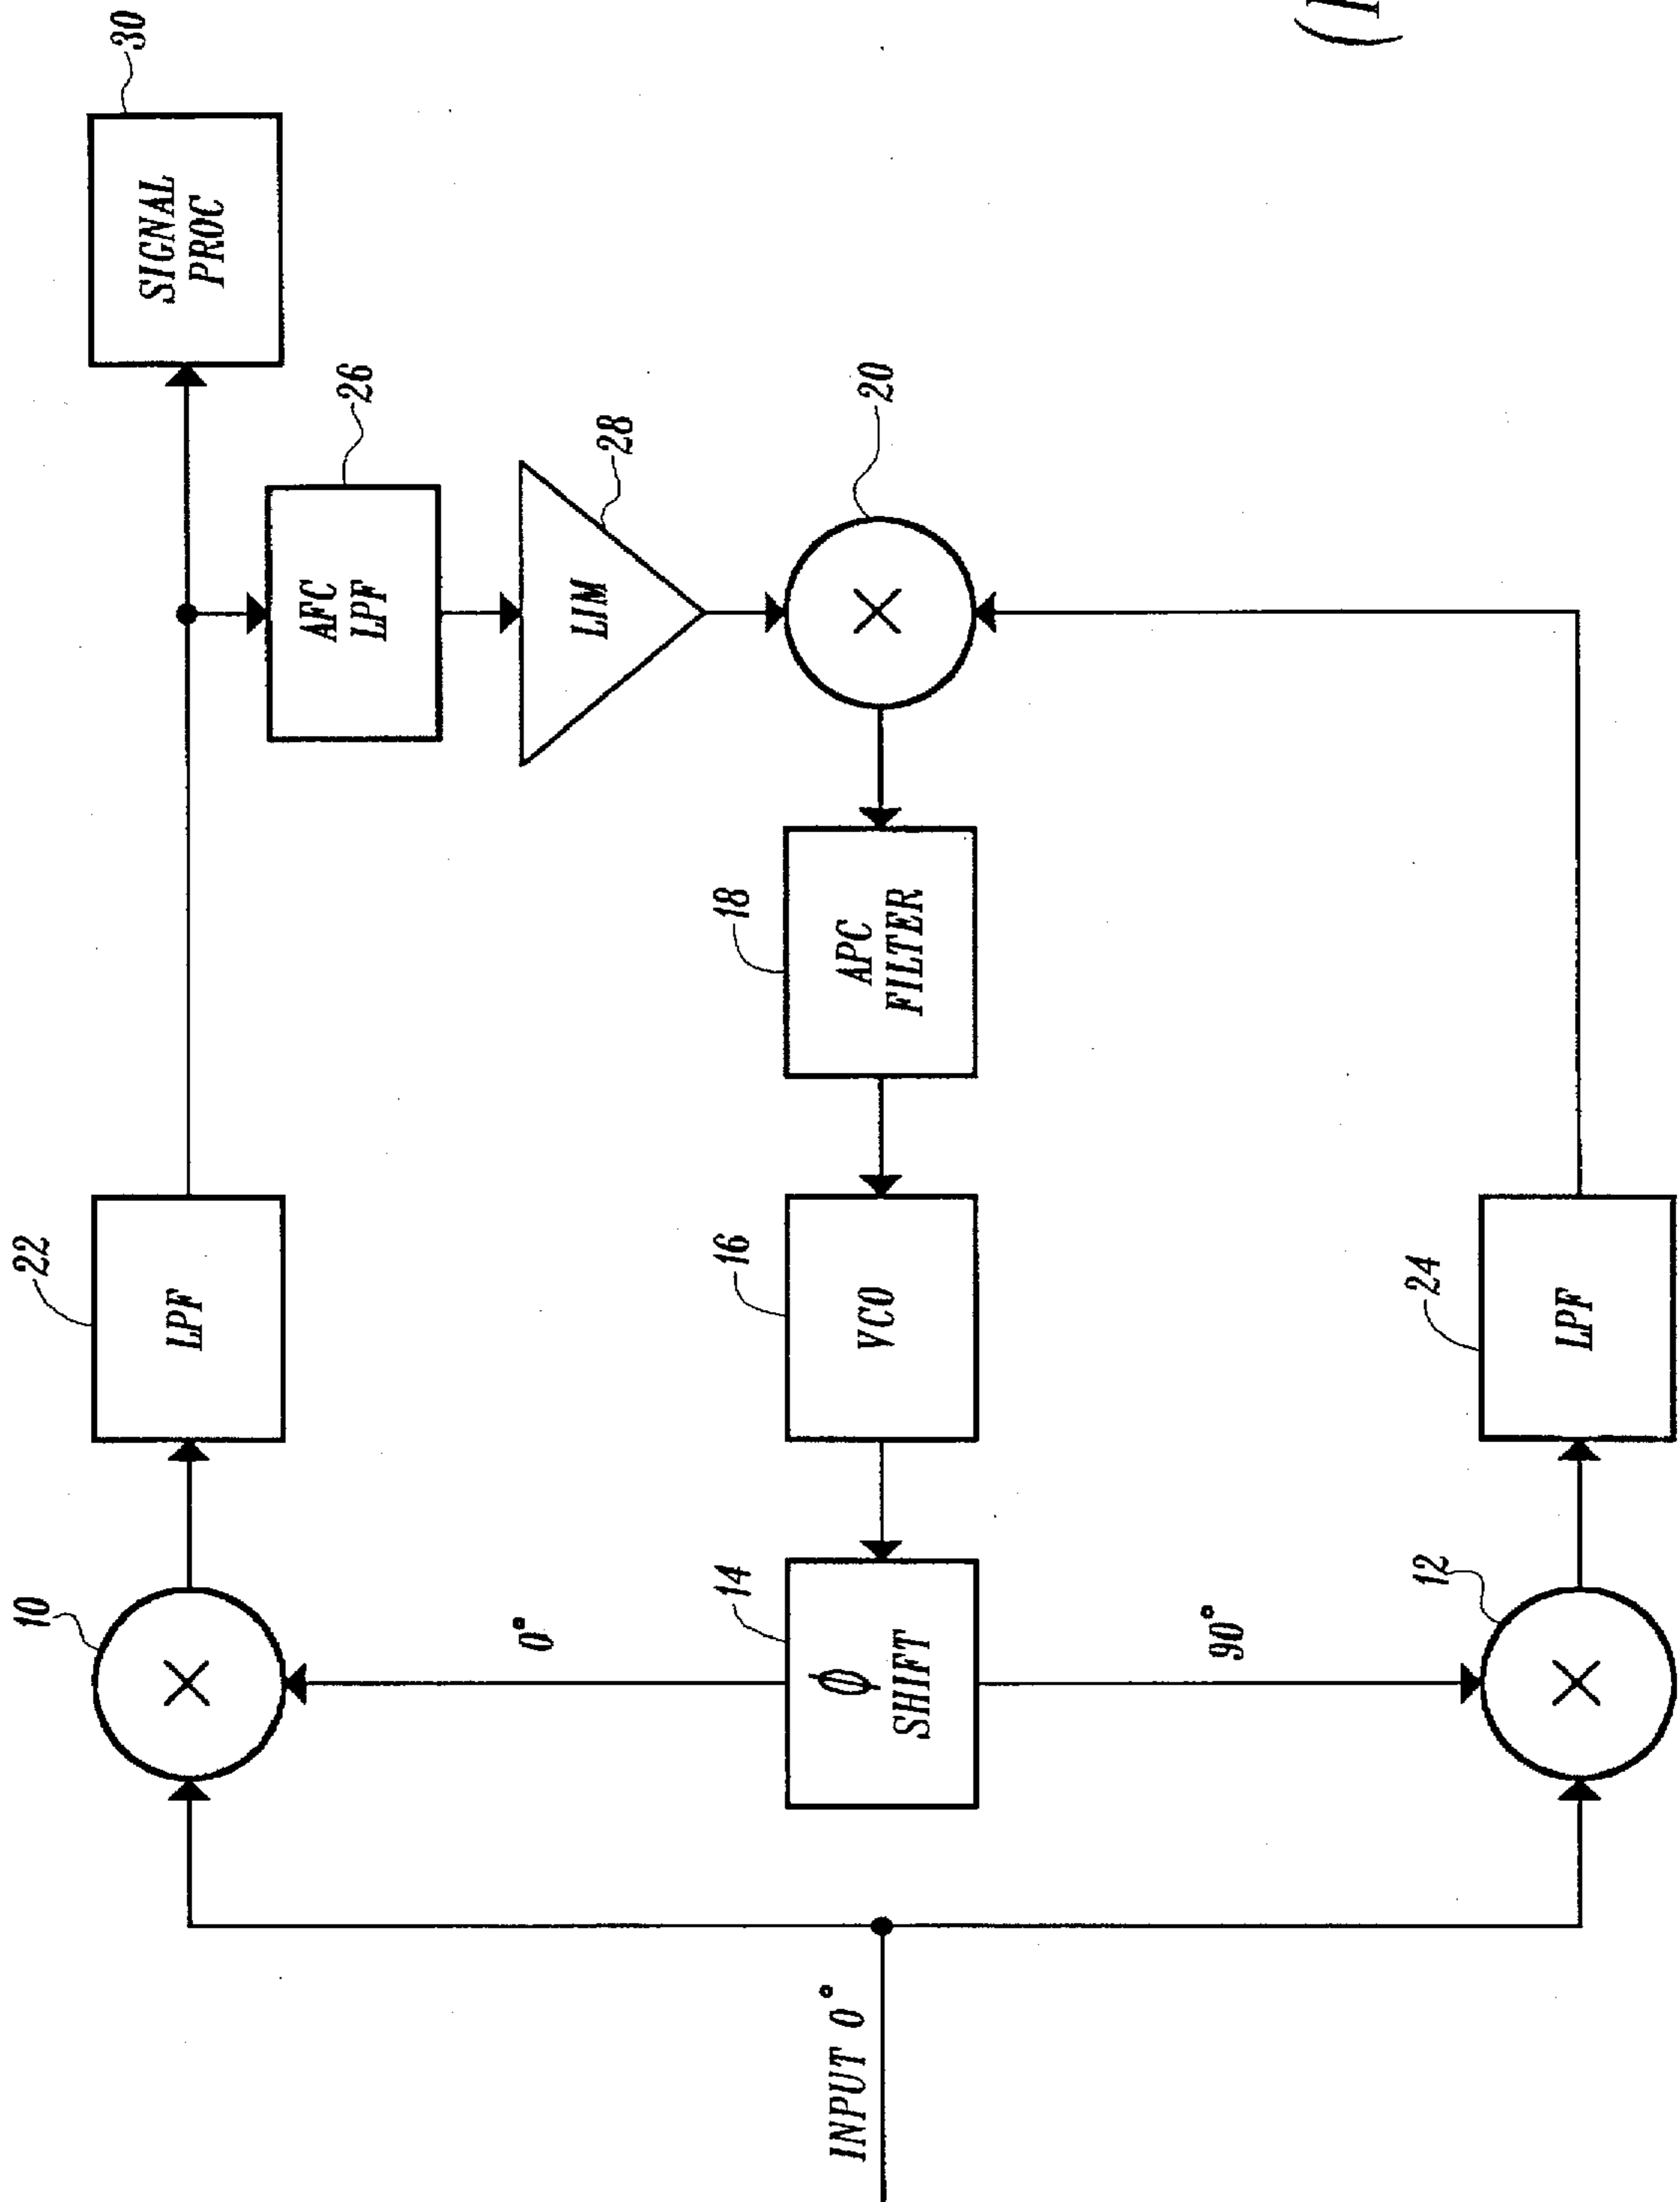 30
SIGNAL
PROC
22
LPF
26
AFC
LPF
28
LIM
10
0°
20
18
APC
FILTER
16
VCO
14
ϕ
SHIFT
INPUT 0°
90°
24
LPF
12